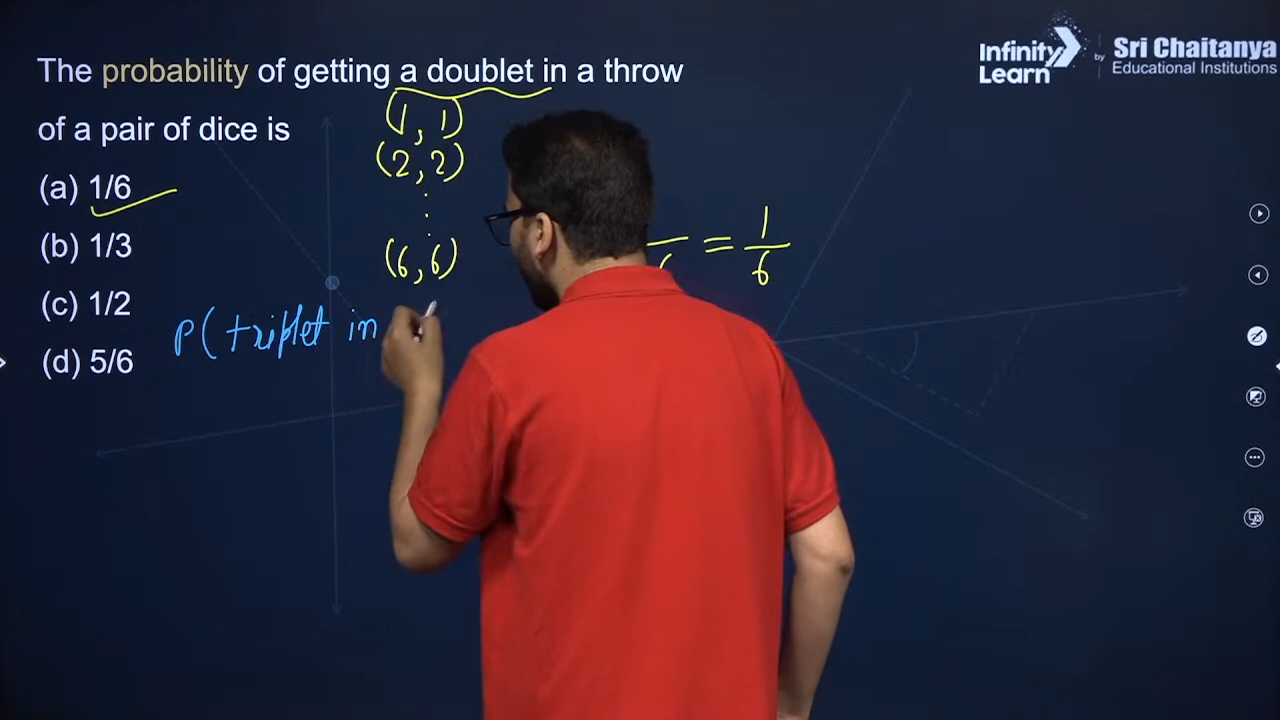 The probability of getting a doublet in a throw
of a pair of dice is
(a) 1/6
(b) 1/3
(c) 1/2
(d) 5/6
(1, 1)
(2, 2)
(6, 6)
= 1/6
P(triplet in
Infinity
Learn
by
Sri Chaitanya
Educational Institutions